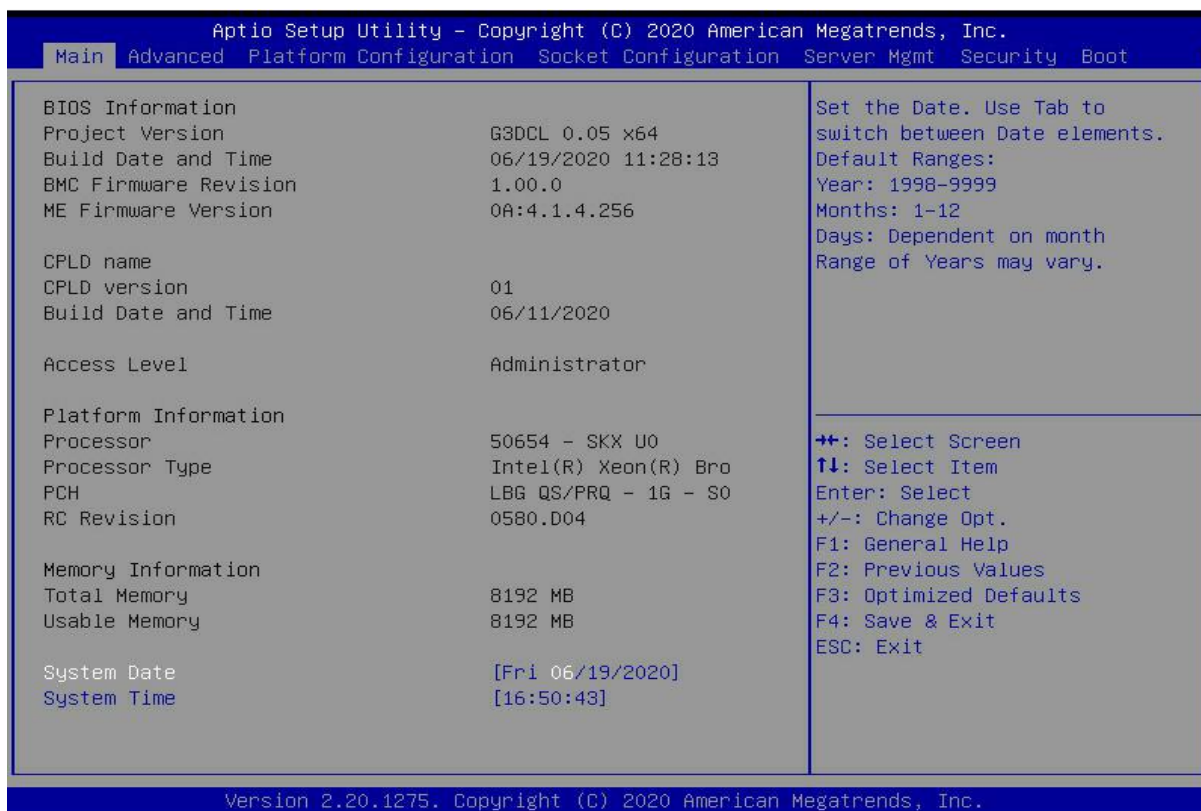 Aptio Setup Utility – Copyright (C) 2020 American Megatrends, Inc.
Main Advanced Platform Configuration Socket Configuration Server Mgmt Security Boot
BIOS Information
Project Version G3DCL 0.05 x64
Build Date and Time 06/19/2020 11:28:13
BMC Firmware Revision 1.00.0
ME Firmware Version 0A:4.1.4.256
CPLD name
CPLD version 01
Build Date and Time 06/11/2020
Access Level Administrator
Platform Information
Processor 50654 – SKX U0
Processor Type Intel(R) Xeon(R) Bro
PCH LBG QS/PRQ – 1G – S0
RC Revision 0580.D04
Memory Information
Total Memory 8192 MB
Usable Memory 8192 MB
System Date [Fri 06/19/2020]
System Time [16:50:43]
Set the Date. Use Tab to
switch between Date elements.
Default Ranges:
Year: 1998–9999
Months: 1–12
Days: Dependent on month
Range of Years may vary.
→←: Select Screen
↑↓: Select Item
Enter: Select
+/–: Change Opt.
F1: General Help
F2: Previous Values
F3: Optimized Defaults
F4: Save & Exit
ESC: Exit
Version 2.20.1275. Copyright (C) 2020 American Megatrends, Inc.